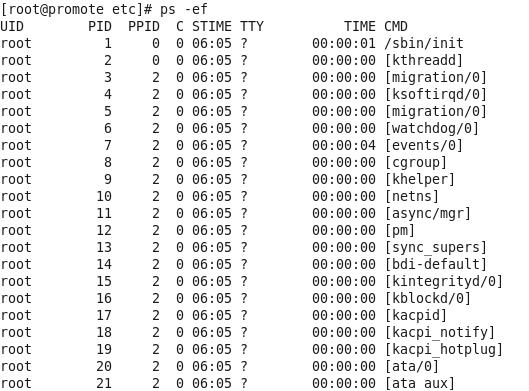 [root@promote etc]# ps -ef
UID        PID  PPID  C STIME TTY          TIME CMD
root         1     0  0 06:05 ?        00:00:01 /sbin/init
root         2     0  0 06:05 ?        00:00:00 [kthreadd]
root         3     2  0 06:05 ?        00:00:00 [migration/0]
root         4     2  0 06:05 ?        00:00:00 [ksoftirqd/0]
root         5     2  0 06:05 ?        00:00:00 [migration/0]
root         6     2  0 06:05 ?        00:00:00 [watchdog/0]
root         7     2  0 06:05 ?        00:00:04 [events/0]
root         8     2  0 06:05 ?        00:00:00 [cgroup]
root         9     2  0 06:05 ?        00:00:00 [khelper]
root        10     2  0 06:05 ?        00:00:00 [netns]
root        11     2  0 06:05 ?        00:00:00 [async/mgr]
root        12     2  0 06:05 ?        00:00:00 [pm]
root        13     2  0 06:05 ?        00:00:00 [sync_supers]
root        14     2  0 06:05 ?        00:00:00 [bdi-default]
root        15     2  0 06:05 ?        00:00:00 [kintegrityd/0]
root        16     2  0 06:05 ?        00:00:00 [kblockd/0]
root        17     2  0 06:05 ?        00:00:00 [kacpid]
root        18     2  0 06:05 ?        00:00:00 [kacpi_notify]
root        19     2  0 06:05 ?        00:00:00 [kacpi_hotplug]
root        20     2  0 06:05 ?        00:00:00 [ata/0]
root        21     2  0 06:05 ?        00:00:00 [ata_aux]